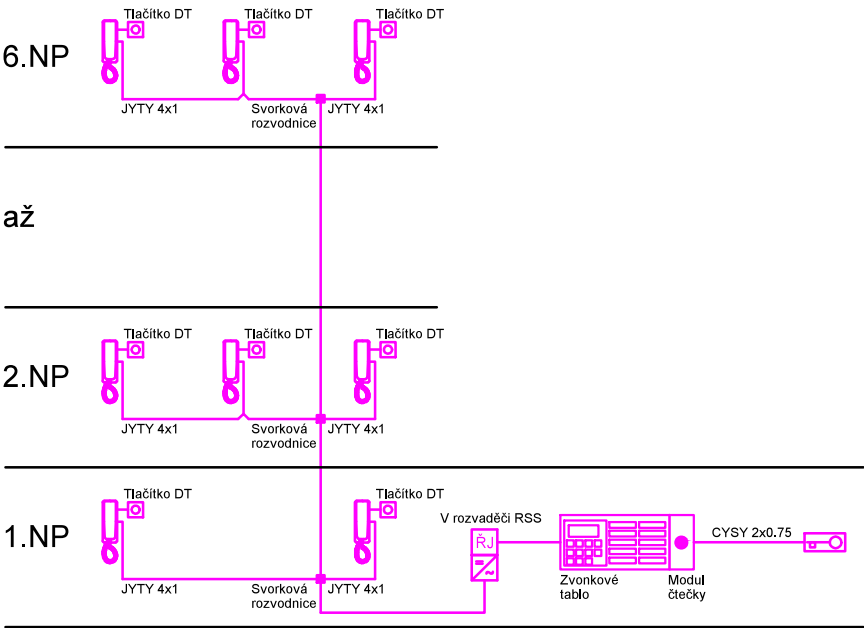 Tlačítko DT
Tlačítko DT
Tlačítko DT
6.NP
JYTY 4x1
Svorková
rozvodnice
JYTY 4x1
až
Tlačítko DT
Tlačítko DT
Tlačítko DT
2.NP
JYTY 4x1
Svorková
rozvodnice
JYTY 4x1
Tlačítko DT
Tlačítko DT
1.NP
V rozvaděči RSS
ŘJ
CYSY 2x0.75
JYTY 4x1
Svorková
rozvodnice
JYTY 4x1
Zvonkové
tablo
Modul
čtečky